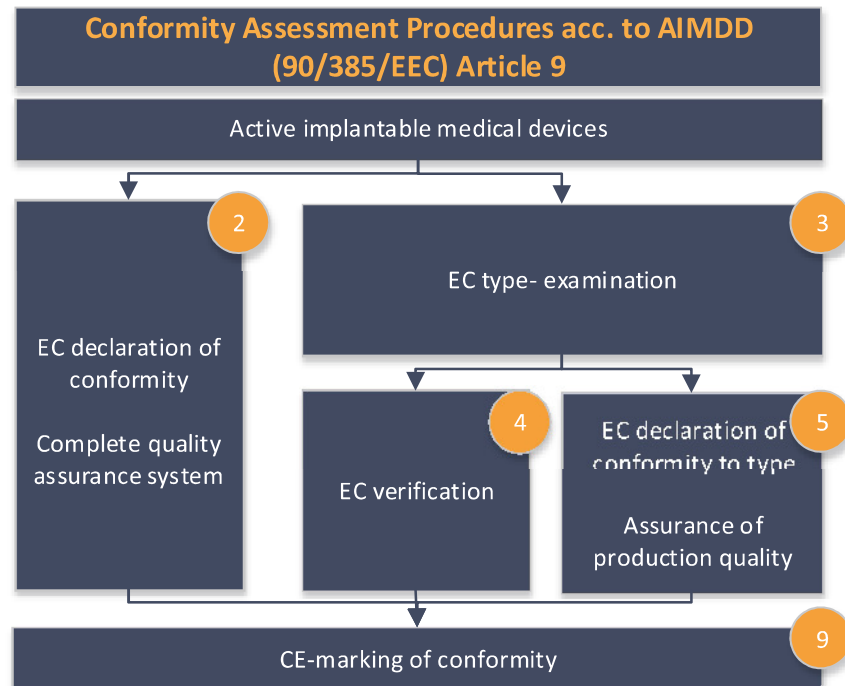 Conformity Assessment Procedures acc. to AIMDD
(90/385/EEC) Article 9
Active implantable medical devices
2
EC declaration of
conformity
Complete quality
assurance system
3
EC type- examination
4
EC verification
5
EC declaration of
conformity to type
Assurance of
production quality
9
CE-marking of conformity